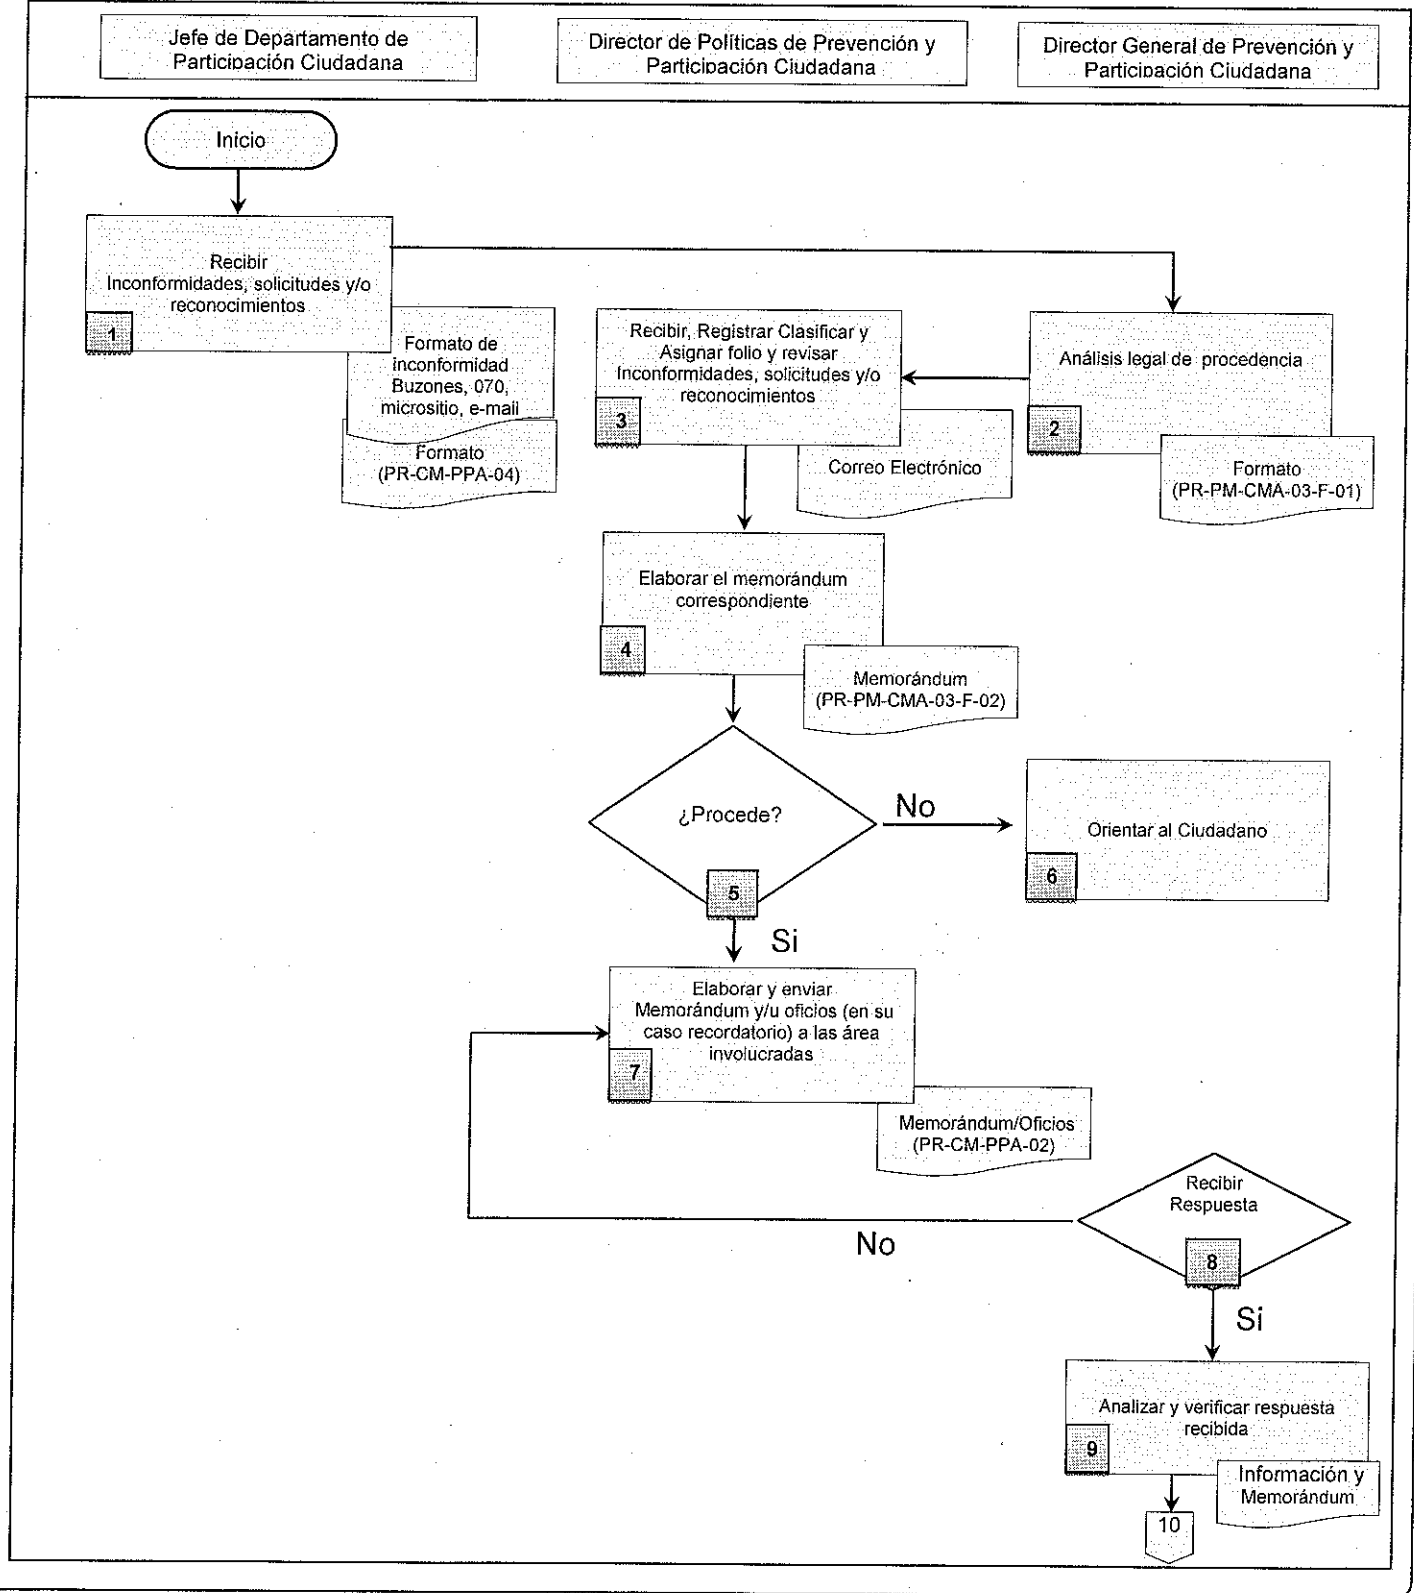 Jefe de Departamento de
Participación Ciudadana
Director de Políticas de Prevención y
Participación Ciudadana
Director General de Prevención y
Participación Ciudadana
Inicio
Recibir
Inconformidades, solicitudes y/o
reconocimientos
1
Formato de
inconformidad
Buzones, 070,
micrositio, e-mail
Formato
(PR-CM-PPA-04)
Análisis legal de procedencia
2
Formato
(PR-PM-CMA-03-F-01)
Recibir, Registrar Clasificar y
Asignar folio y revisar
Inconformidades, solicitudes y/o
reconocimientos
3
Correo Electrónico
Elaborar el memorándum
correspondiente
4
Memorándum
(PR-PM-CMA-03-F-02)
¿Procede?
5
No
Orientar al Ciudadano
6
Si
Elaborar y enviar
Memorándum y/u oficios (en su
caso recordatorio) a las área
involucradas
7
Memorándum/Oficios
(PR-CM-PPA-02)
Recibir
Respuesta
8
No
Si
Analizar y verificar respuesta
recibida
9
Información y
Memorándum
10